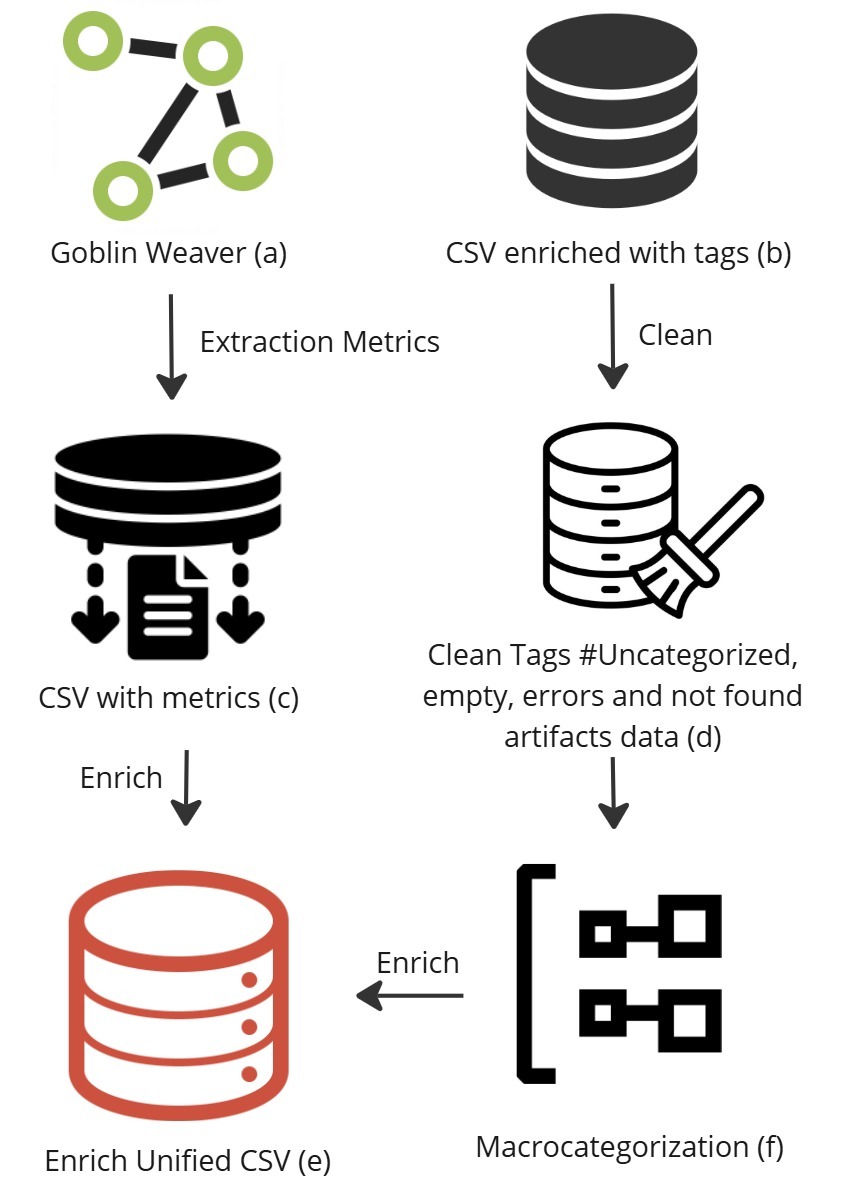 Goblin Weaver (a)
CSV enriched with tags (b)
Extraction Metrics
Clean
CSV with metrics (c)
Clean Tags #Uncategorized,
empty, errors and not found
artifacts data (d)
Enrich
Enrich
Enrich Unified CSV (e)
Macrocategorization (f)